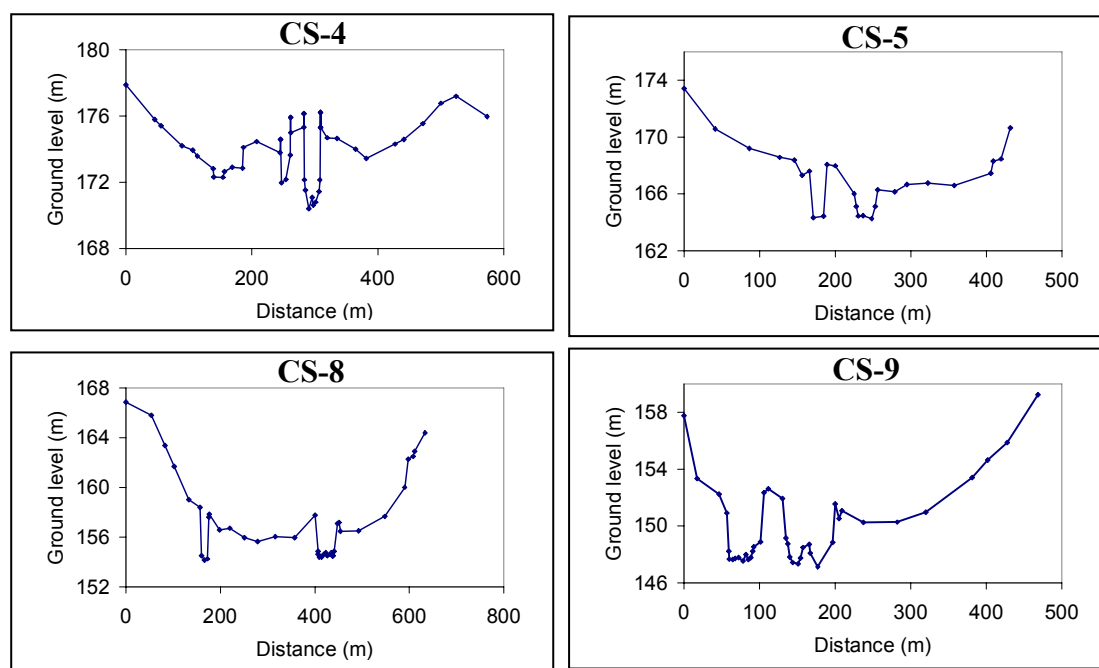 CS-4
Ground level (m)
180
176
172
168
0 200 400 600
Distance (m)
CS-5
Ground level (m)
174
170
166
162
0 100 200 300 400 500
Distance (m)
CS-8
Ground level (m)
168
164
160
156
152
0 200 400 600 800
Distance (m)
CS-9
Ground level (m)
158
154
150
146
0 100 200 300 400 500
Distance (m)